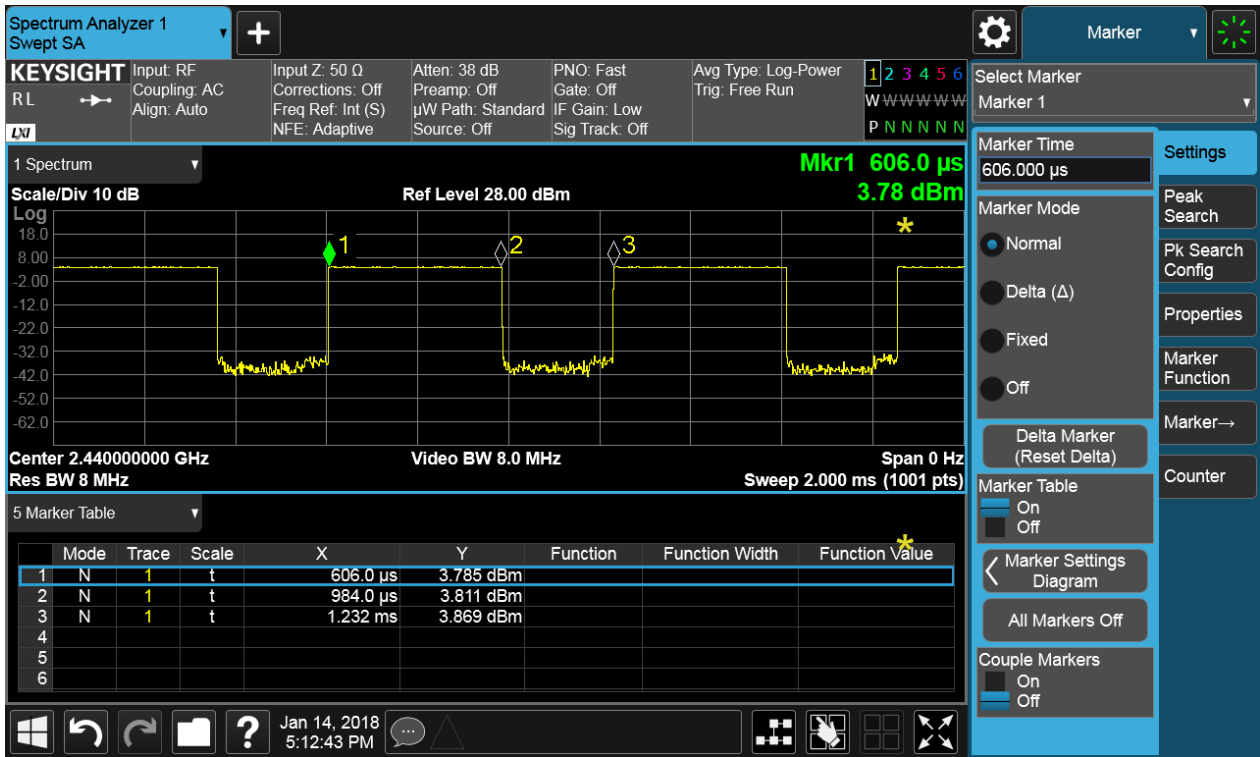 Spectrum Analyzer 1
Swept SA
+
Marker
KEYSIGHT
RL
LXI
Input: RF
Coupling: AC
Align: Auto
Input Z: 50 Ω
Corrections: Off
Freq Ref: Int (S)
NFE: Adaptive
Atten: 38 dB
Preamp: Off
µW Path: Standard
Source: Off
PNO: Fast
Gate: Off
IF Gain: Low
Sig Track: Off
Avg Type: Log-Power
Trig: Free Run
1 2 3 4 5 6
W W W W W W
P N N N N N
Select Marker
Marker 1
1 Spectrum
Mkr1 606.0 µs
3.78 dBm
Scale/Div 10 dB
Ref Level 28.00 dBm
Log
18.0
8.00
-2.00
-12.0
-22.0
-32.0
-42.0
-52.0
-62.0
1
2
3
*
Center 2.440000000 GHz
Video BW 8.0 MHz
Span 0 Hz
Res BW 8 MHz
Sweep 2.000 ms (1001 pts)
5 Marker Table
*
Mode Trace Scale X Y Function Function Width Function Value
1 N 1 t 606.0 µs 3.785 dBm
2 N 1 t 984.0 µs 3.811 dBm
3 N 1 t 1.232 ms 3.869 dBm
4
5
6
Marker Time
606.000 µs
Marker Mode
Normal
Delta (Δ)
Fixed
Off
Delta Marker
(Reset Delta)
Marker Table
On
Off
Marker Settings
Diagram
All Markers Off
Couple Markers
On
Off
Settings
Peak
Search
Pk Search
Config
Properties
Marker
Function
Marker→
Counter
?
Jan 14, 2018
5:12:43 PM